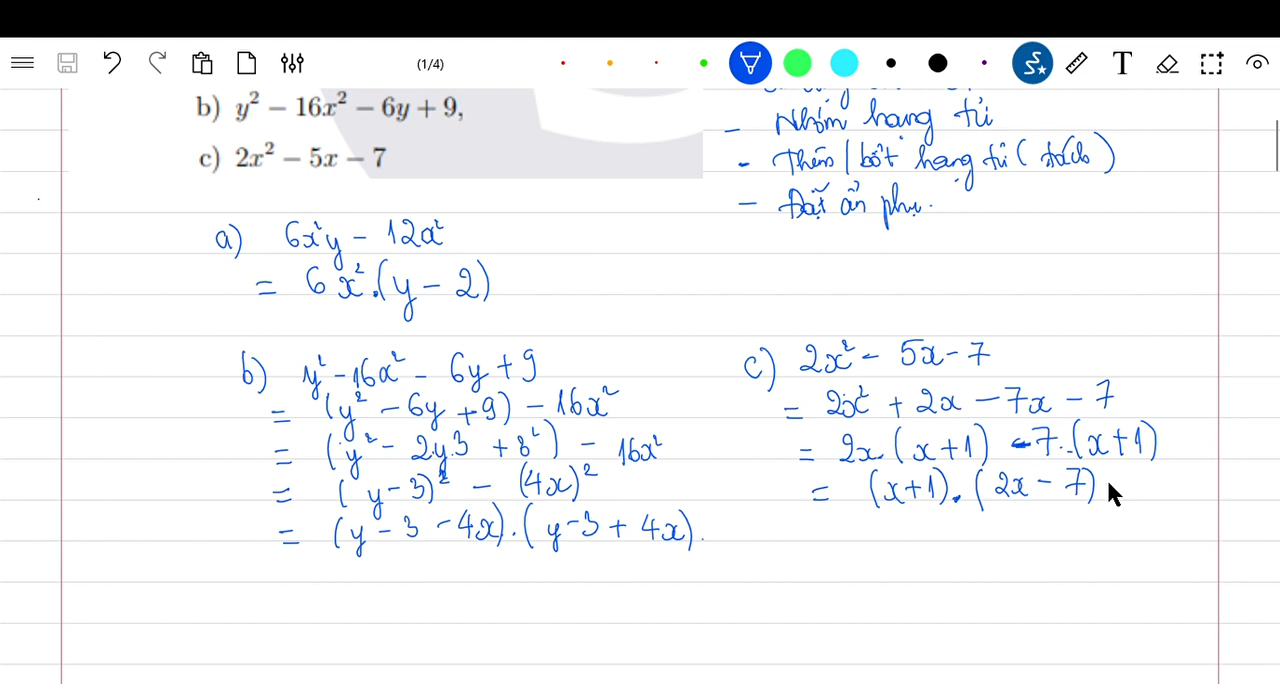 (1/4)
T
b) y² − 16x² − 6y + 9,
c) 2x² − 5x − 7
- Nhóm hạng tử
- Thêm / bớt hạng tử ( tách )
- Đặt ẩn phụ.
a) 6x²y − 12x²
= 6x².(y − 2)
b) y² − 16x² − 6y + 9
= (y² − 6y + 9) − 16x²
= (y² − 2.y.3 + 3²) − 16x²
= (y − 3)² − (4x)²
= (y − 3 − 4x).(y − 3 + 4x).
c) 2x² − 5x − 7
= 2x² + 2x − 7x − 7
= 2x.(x + 1) − 7.(x + 1)
= (x + 1).(2x − 7)